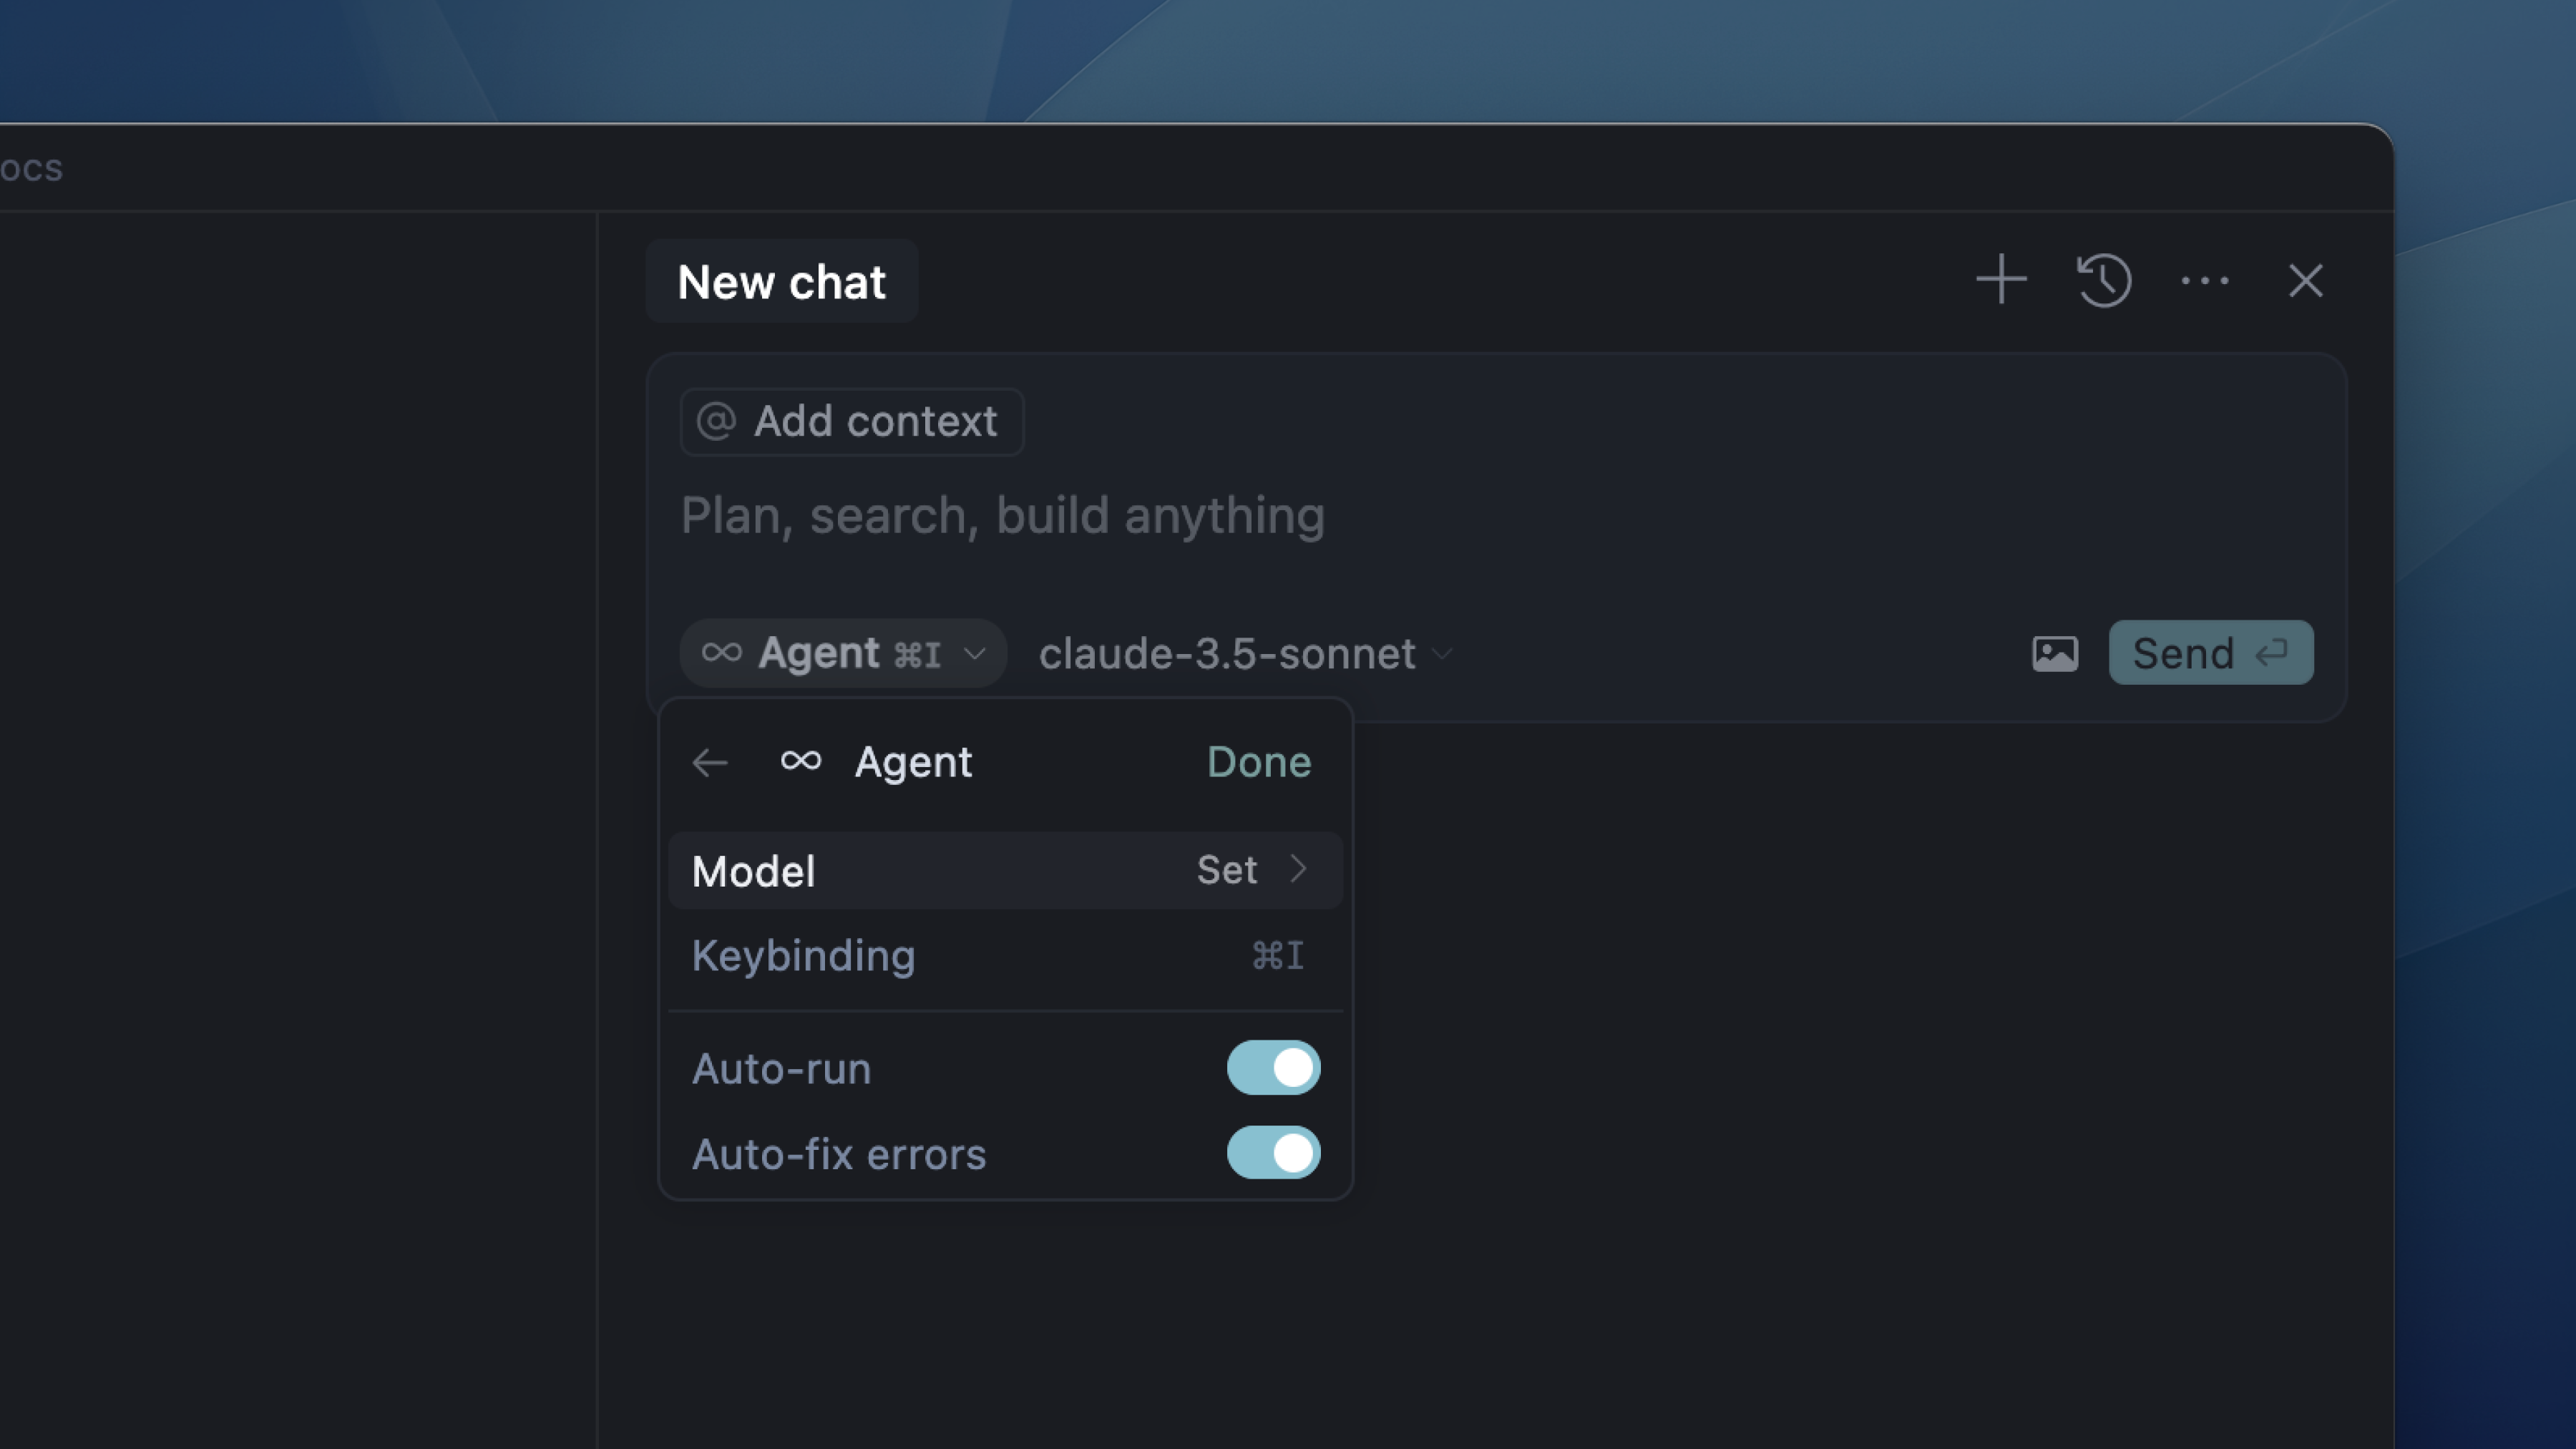 ocs
New chat
@ Add context
Plan, search, build anything
Agent ⌘I claude-3.5-sonnet Send
Agent Done
Model Set
Keybinding ⌘I
Auto-run
Auto-fix errors